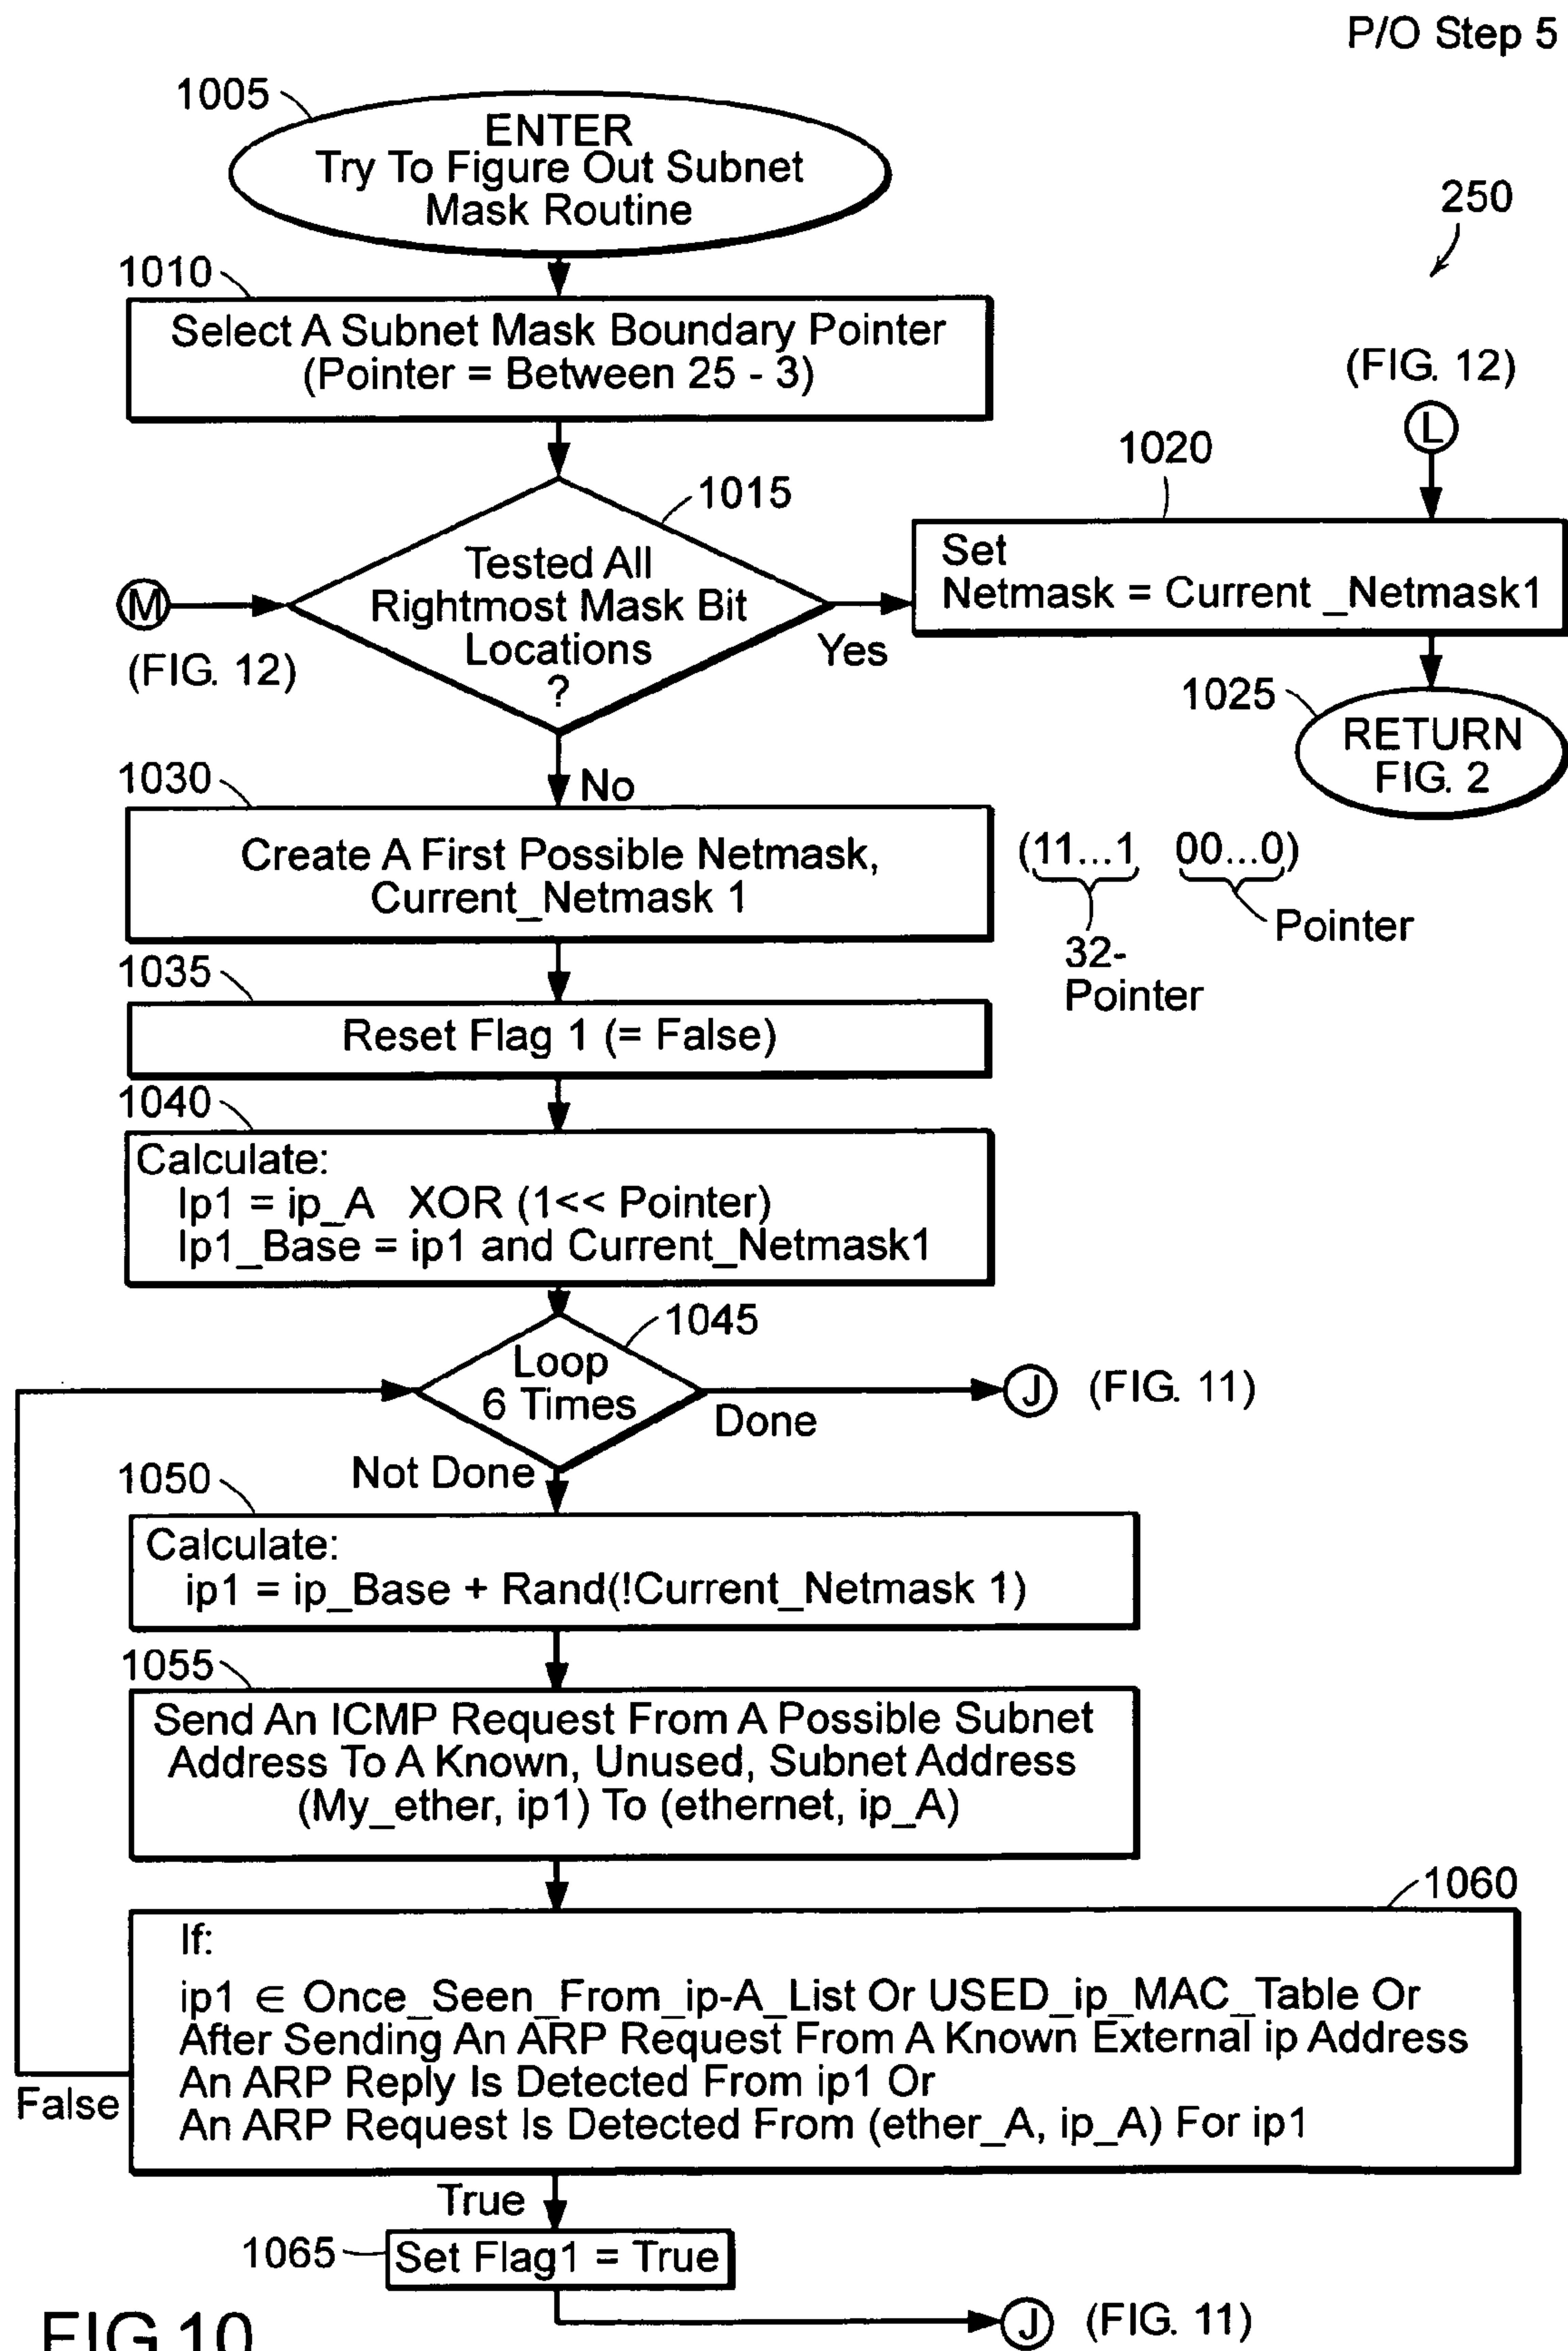 P/O Step 5
1005
ENTER
Try To Figure Out Subnet
Mask Routine
250
1010
Select A Subnet Mask Boundary Pointer
(Pointer = Between 25 - 3)
(FIG. 12)
L
1020
1015
Set
Netmask = Current _Netmask1
Tested All
Rightmost Mask Bit
Locations
?
M
(FIG. 12)
Yes
1025
RETURN
FIG. 2
No
1030
Create A First Possible Netmask,
Current_Netmask 1
(11...1 00...0)
Pointer
32-
Pointer
1035
Reset Flag 1 (= False)
1040
Calculate:
Ip1 = ip_A XOR (1<< Pointer)
Ip1_Base = ip1 and Current_Netmask1
1045
Loop
6 Times
Done
J (FIG. 11)
Not Done
1050
Calculate:
ip1 = ip_Base + Rand(!Current_Netmask 1)
1055
Send An ICMP Request From A Possible Subnet
Address To A Known, Unused, Subnet Address
(My_ether, ip1) To (ethernet, ip_A)
1060
If:
ip1 ∈ Once_Seen_From_ip-A_List Or USED_ip_MAC_Table Or
After Sending An ARP Request From A Known External ip Address
An ARP Reply Is Detected From ip1 Or
An ARP Request Is Detected From (ether_A, ip_A) For ip1
False
True
1065
Set Flag1 = True
J (FIG. 11)
FIG.10